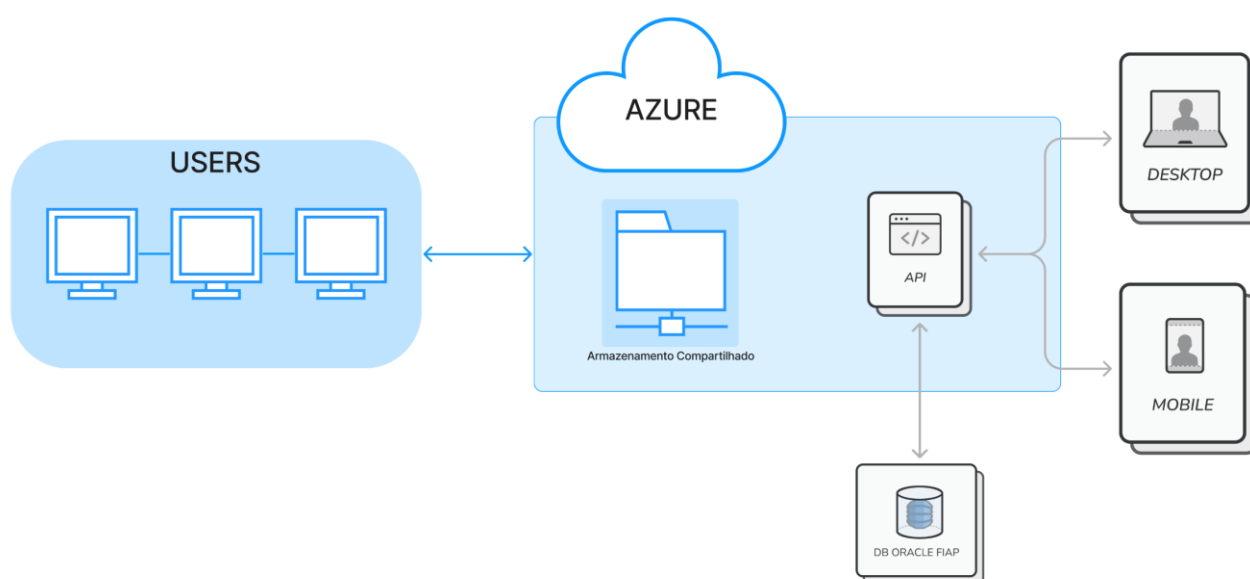 USERS
AZURE
Armazenamento Compartilhado
</>
API
DESKTOP
MOBILE
DB ORACLE FIAP